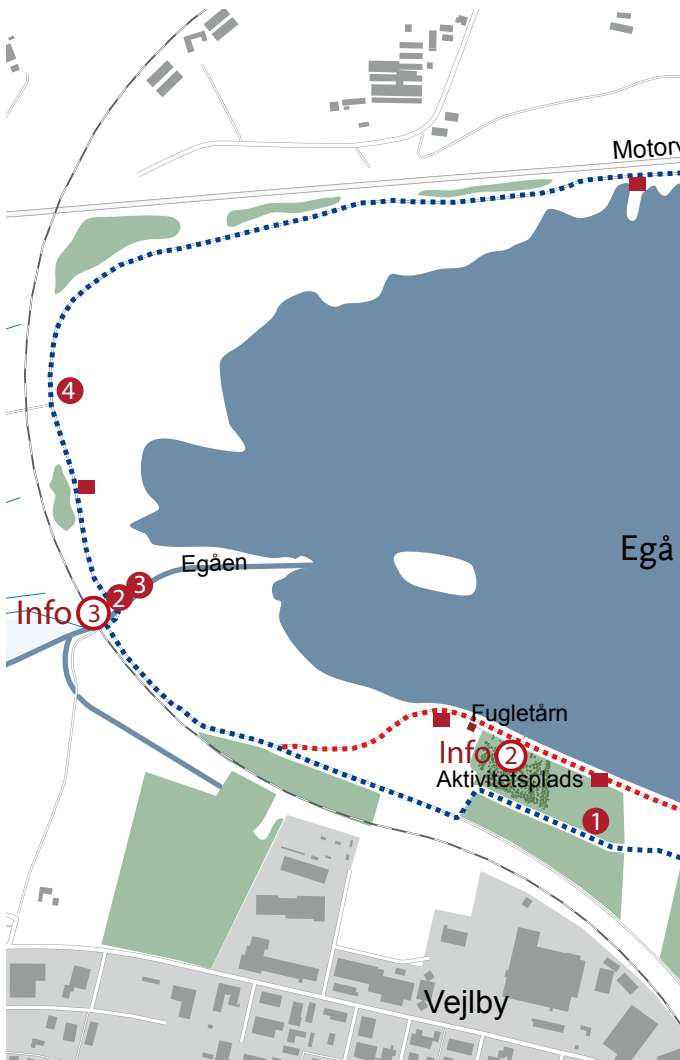 Motorv
4
Egå
Egåen
3
2
Info 3
Fugletårn
Info 2
Aktivitetsplads
1
Vejlby